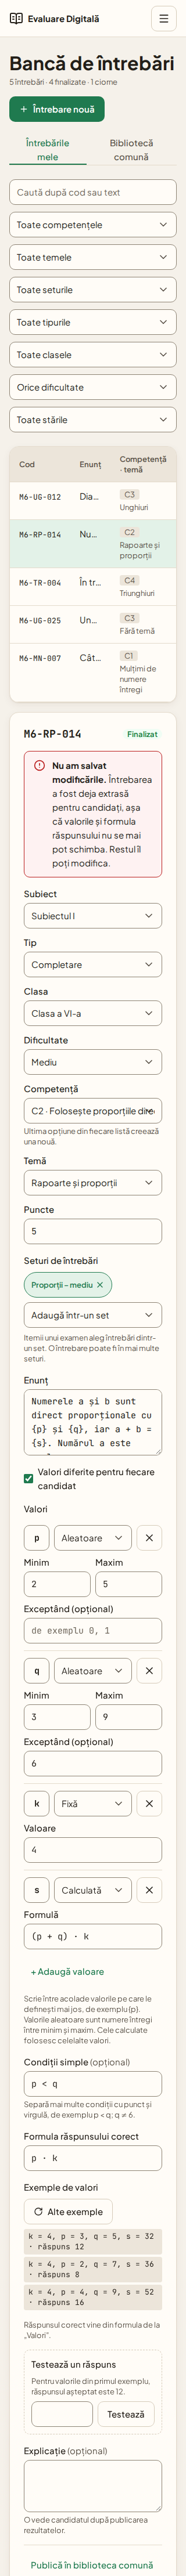 Evaluare Digitală
Bancă de întrebări
5 întrebări · 4 finalizate · 1 ciorne
+ Întrebare nouă
Întrebările mele
Bibliotecă comună
Caută după cod sau text
Toate competențele
Toate temele
Toate seturile
Toate tipurile
Toate clasele
Orice dificultate
Toate stările
Cod Enunț Competență · temă
M6-UG-012 Dia… C3
Unghiuri
M6-RP-014 Nu… C2
Rapoarte și
proporții
M6-TR-004 În tr… C4
Triunghiuri
M6-UG-025 Un… C3
Fără temă
M6-MN-007 Cât… C1
Mulțimi de
numere
întregi
M6-RP-014 Finalizat
Nu am salvat
modificările. Întrebarea
a fost deja extrasă
pentru candidați, așa
că valorile și formula
răspunsului nu se mai
pot schimba. Restul îl
poți modifica.
Subiect
Subiectul I
Tip
Completare
Clasa
Clasa a VI-a
Dificultate
Mediu
Competență
C2 · Folosește proporțiile dire
Ultima opțiune din fiecare listă creează
una nouă.
Temă
Rapoarte și proporții
Puncte
5
Seturi de întrebări
Proporții – mediu ×
Adaugă într-un set
Itemii unui examen aleg întrebări dintr-
un set. O întrebare poate fi în mai multe
seturi.
Enunț
Numerele a și b sunt
direct proporționale cu
{p} și {q}, iar a + b =
{s}. Numărul a este
Valori diferite pentru fiecare
candidat
Valori
p Aleatoare
Minim Maxim
2 5
Exceptând (opțional)
de exemplu 0, 1
q Aleatoare
Minim Maxim
3 9
Exceptând (opțional)
6
k Fixă
Valoare
4
s Calculată
Formulă
(p + q) · k
+ Adaugă valoare
Scrie între acolade valorile pe care le
definești mai jos, de exemplu {p}.
Valorile aleatoare sunt numere întregi
între minim și maxim. Cele calculate
folosesc celelalte valori.
Condiții simple (opțional)
p < q
Separă mai multe condiții cu punct și
virgulă, de exemplu p < q; q ≠ 6.
Formula răspunsului corect
p · k
Exemple de valori
Alte exemple
k = 4, p = 3, q = 5, s = 32
· răspuns 12
k = 4, p = 2, q = 7, s = 36
· răspuns 8
k = 4, p = 4, q = 9, s = 52
· răspuns 16
Răspunsul corect vine din formula de la
„Valori”.
Testează un răspuns
Pentru valorile din primul exemplu,
răspunsul așteptat este 12.
Testează
Explicație (opțional)
O vede candidatul după publicarea
rezultatelor.
Publică în biblioteca comună